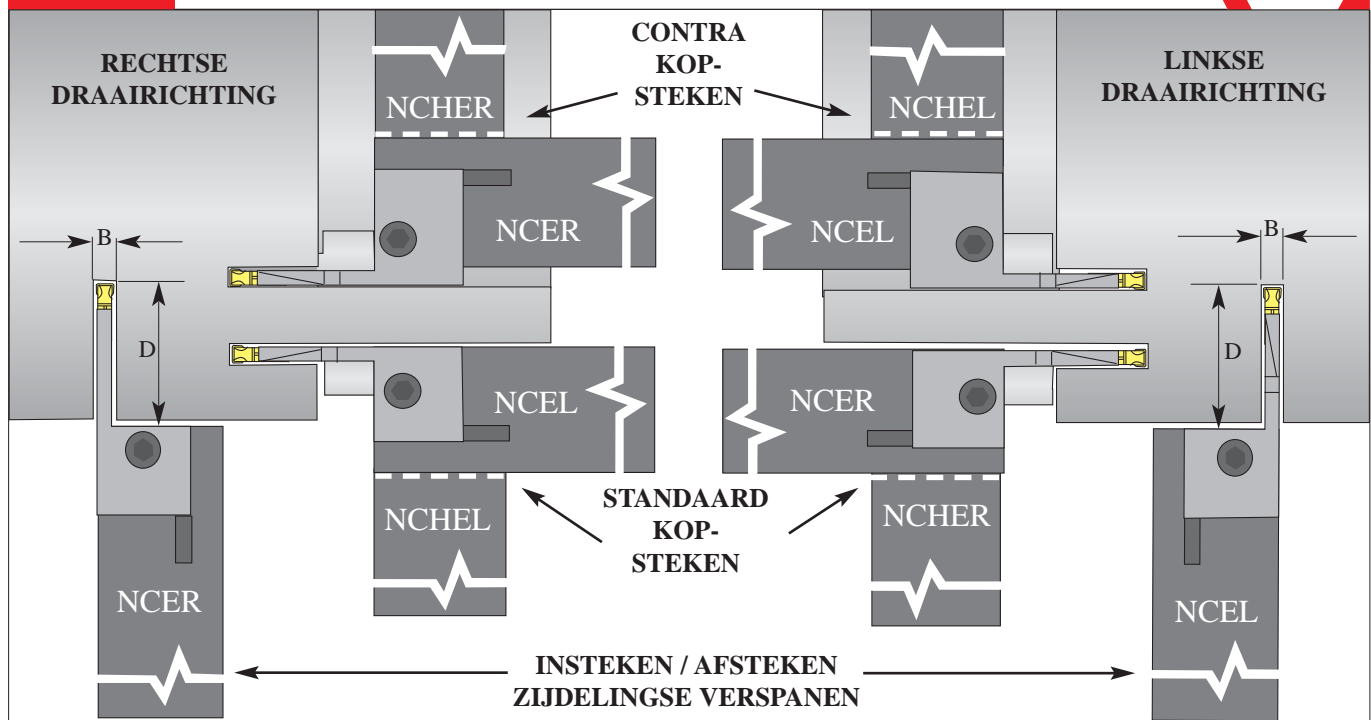 RECHTSE
DRAAIRICHTING
NCHER
CONTRA
KOP-
STEKEN
NCHEL
LINKSE
DRAAIRICHTING
NCER
NCEL
B
B
D
D
NCEL
NCER
NCHEL
STANDAARD
KOP-
STEKEN
NCHER
NCER
NCEL
INSTEKEN / AFSTEKEN
ZIJDELINGSE VERSPANEN